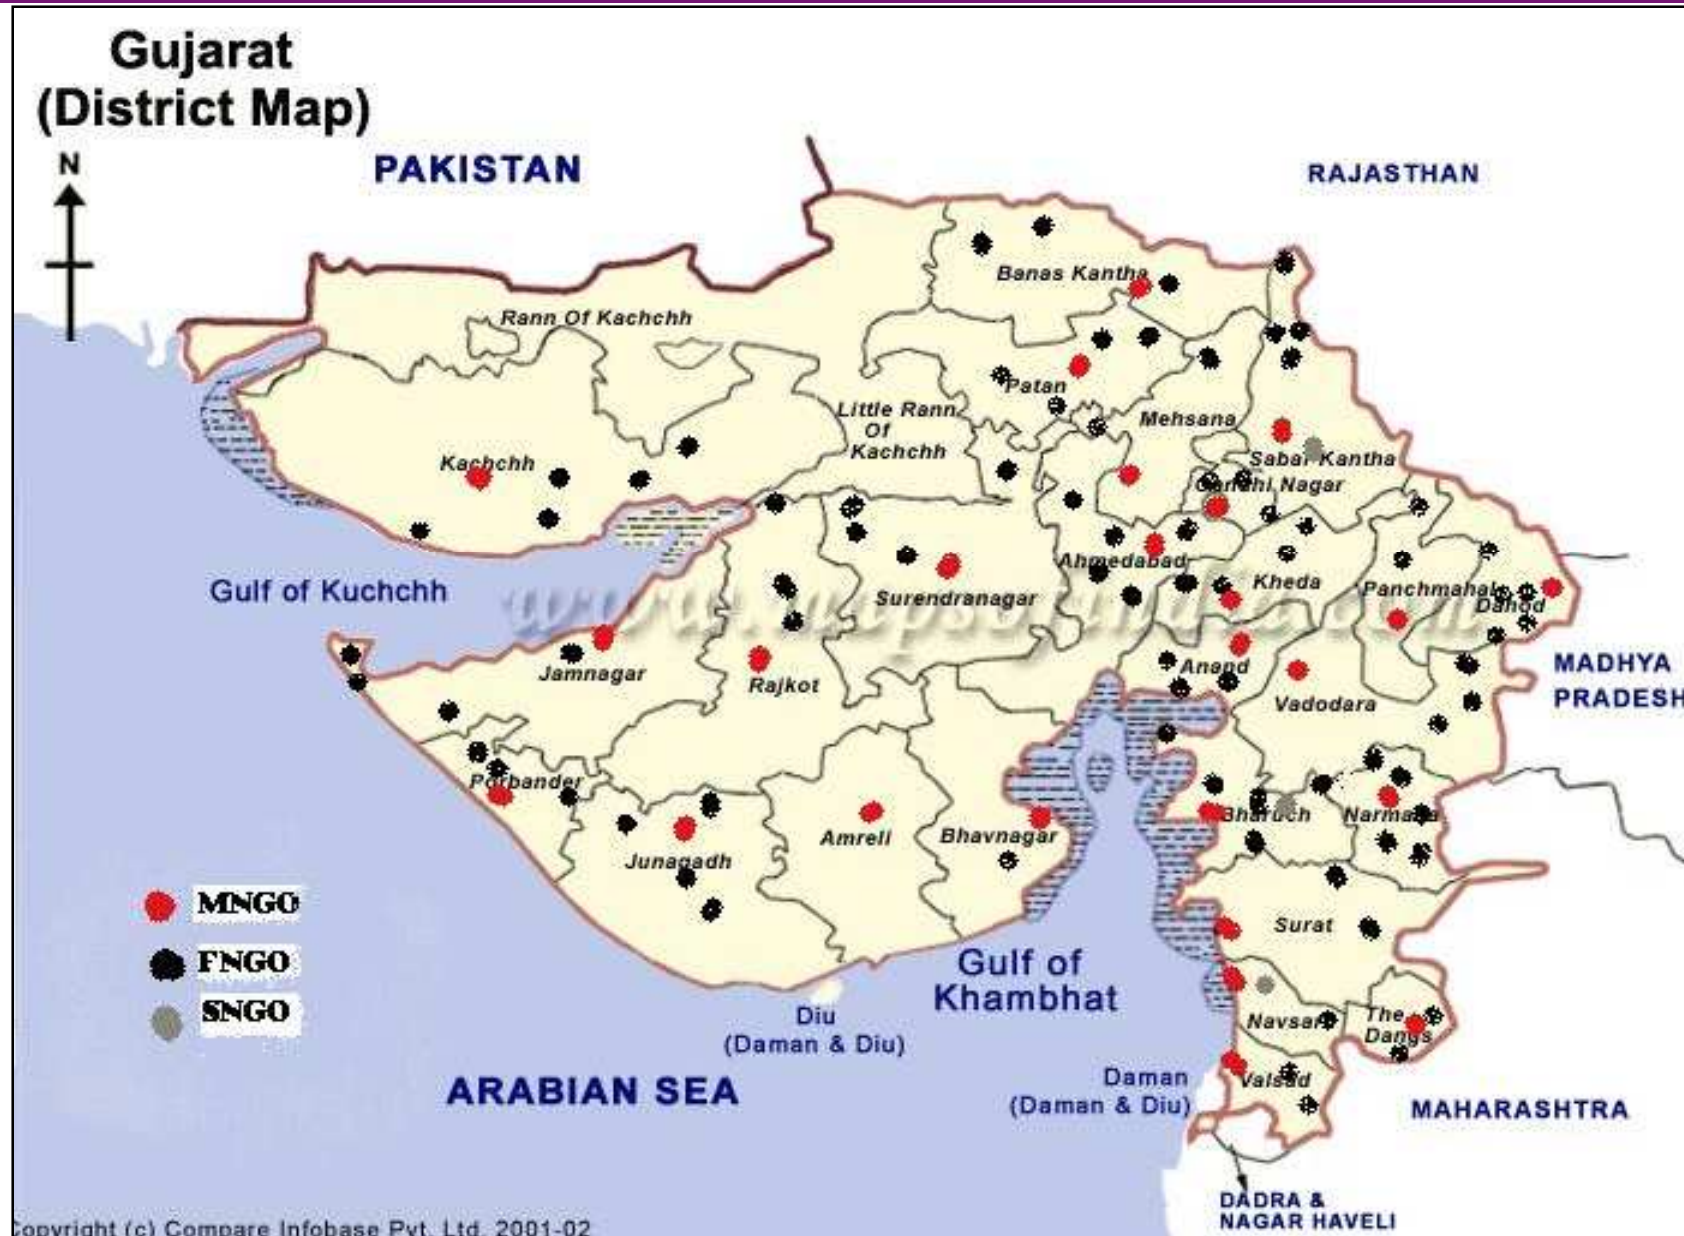 Gujarat
(District Map)
N
PAKISTAN
RAJASTHAN
Banas Kantha
Rann Of Kachchh
Patan
Little Rann
Of
Kachchh
Mehsana
Kachchh
Sabar Kantha
Gandhi Nagar
Ahmedabad
Kheda
Panchmahal
Dahod
Gulf of Kuchchh
Surendranagar
www.mapsofindia.com
Jamnagar
Rajkot
Anand
Vadodara
MADHYA
PRADESH
Porbander
Junagadh
Amreli
Bhavnagar
Bharuch
Narmada
MNGO
FNGO
SNGO
Surat
Gulf of
Khambhat
Diu
(Daman & Diu)
Navsari
The
Dangs
ARABIAN SEA
Daman
(Daman & Diu)
Valsad
MAHARASHTRA
DADRA &
NAGAR HAVELI
Copyright (c) Compare Infobase Pvt. Ltd. 2001-02